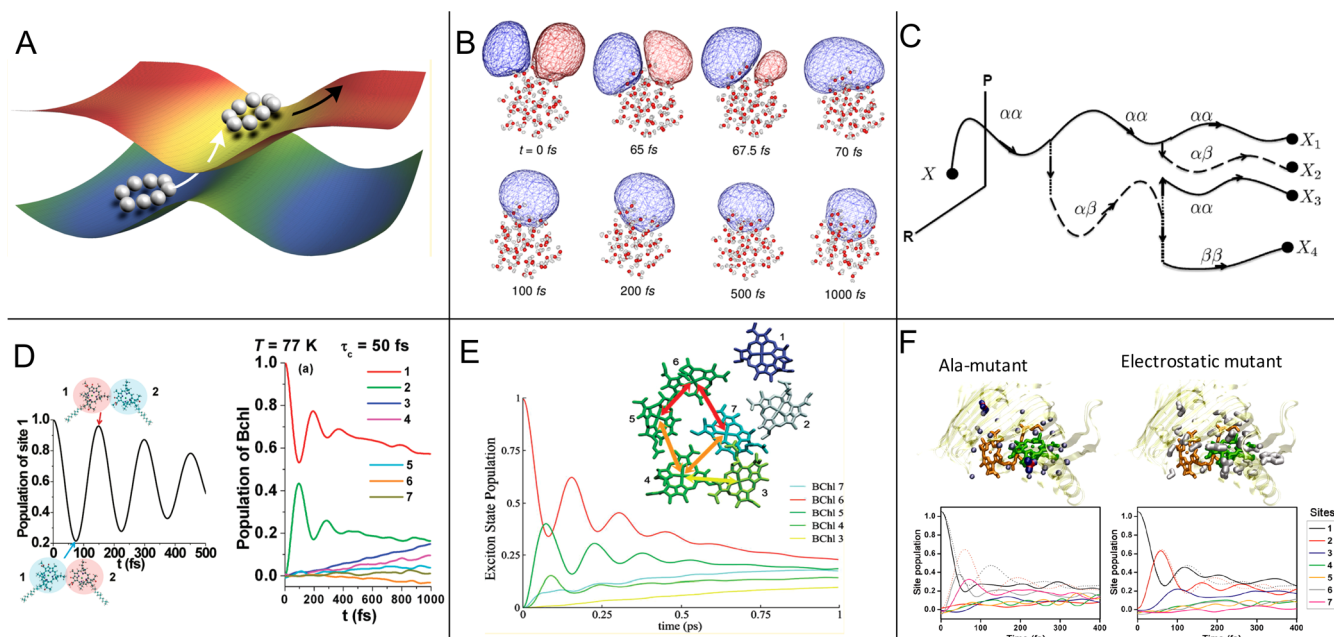 A
B
t = 0 fs
65 fs
67.5 fs
70 fs
100 fs
200 fs
500 fs
1000 fs
C
P
R
X
αα
αα
αα
X1
αβ
X2
αβ
αα
X3
ββ
X4
D
1
2
Population of site 1
1.0
0.8
0.6
0.4
0.2
0
100
200
300
400
500
t (fs)
1
2
T = 77 K τc = 50 fs
(a)
Population of Bchl
1.0
0.8
0.6
0.4
0.2
0.0
1
2
3
4
5
6
7
0
200
400
600
800
1000
t (fs)
E
1
6
5
7
2
4
3
Exciton State Population
1
0.75
0.5
0.25
0
BChl 7
BChl 6
BChl 5
BChl 4
BChl 3
0
0.25
0.5
0.75
1
time (ps)
F
Ala-mutant
Electrostatic mutant
Site population
1.0
0.8
0.6
0.4
0.2
0.0
0
100
200
300
400
Time (fs)
Site population
1.0
0.8
0.6
0.4
0.2
0.0
0
100
200
300
400
Time (fs)
Sites
1
2
3
4
5
6
7